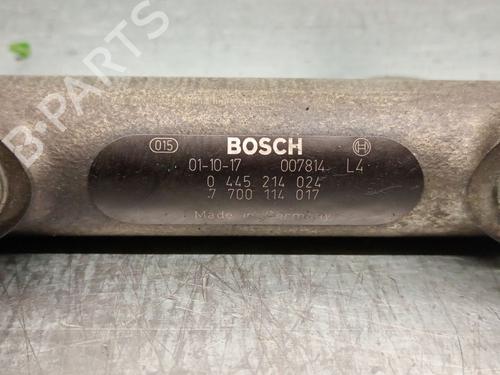 B-PARTS
015 BOSCH
01-10-17 007814 L4
0 445 214 024
7 700 114 017
Made in Germany
B-PARTS